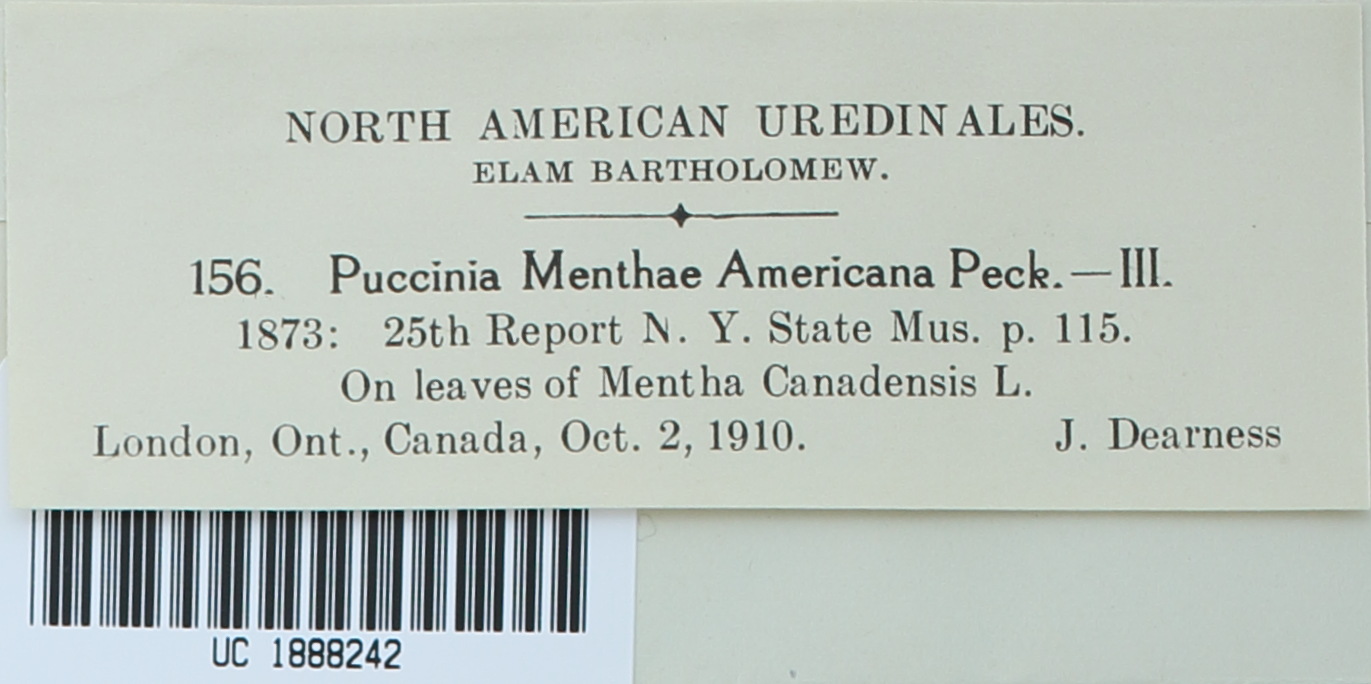 NORTH AMERICAN UREDINALES.
ELAM BARTHOLOMEW.
156. Puccinia Menthae Americana Peck.—III.
1873: 25th Report N. Y. State Mus. p. 115.
On leaves of Mentha Canadensis L.
London, Ont., Canada, Oct. 2, 1910. J. Dearness
UC 1888242